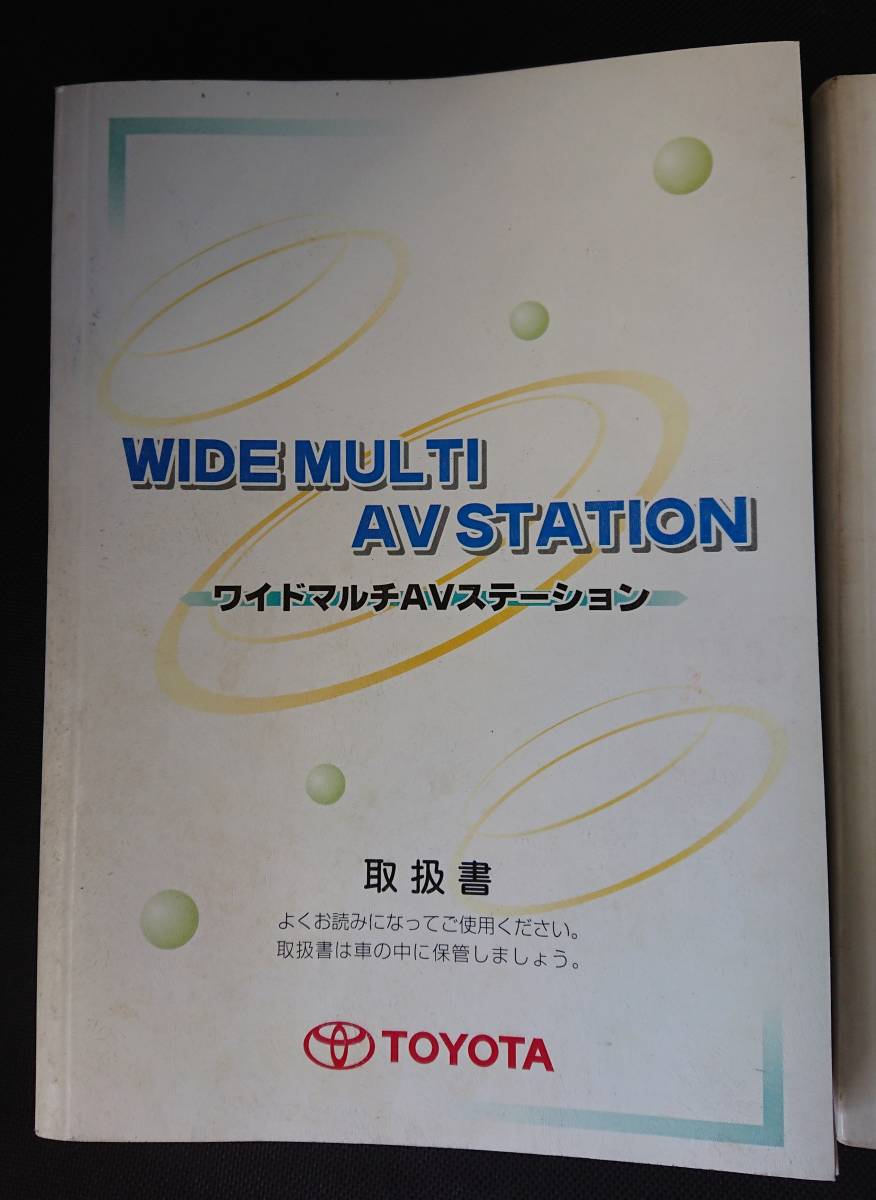 WIDE MULTI
AV STATION
ワイドマルチAVステーション
取扱書
よくお読みになってご使用ください。
取扱書は車の中に保管しましょう。
TOYOTA